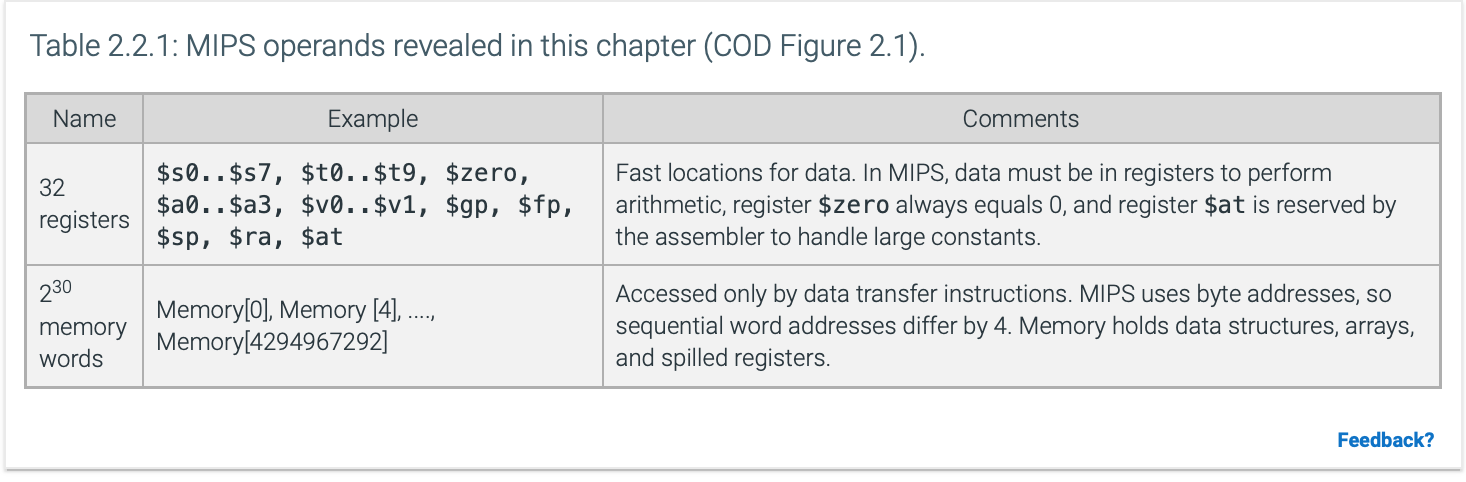 Table 2.2.1: MIPS operands revealed in this chapter (COD Figure 2.1).
Name Example Comments
32
registers
$s0..$s7, $t0..$t9, $zero,
$a0..$a3, $v0..$v1, $gp, $fp,
$sp, $ra, $at
Fast locations for data. In MIPS, data must be in registers to perform
arithmetic, register $zero always equals 0, and register $at is reserved by
the assembler to handle large constants.
2³⁰
memory
words
Memory[0], Memory [4], ....,
Memory[4294967292]
Accessed only by data transfer instructions. MIPS uses byte addresses, so
sequential word addresses differ by 4. Memory holds data structures, arrays,
and spilled registers.
Feedback?